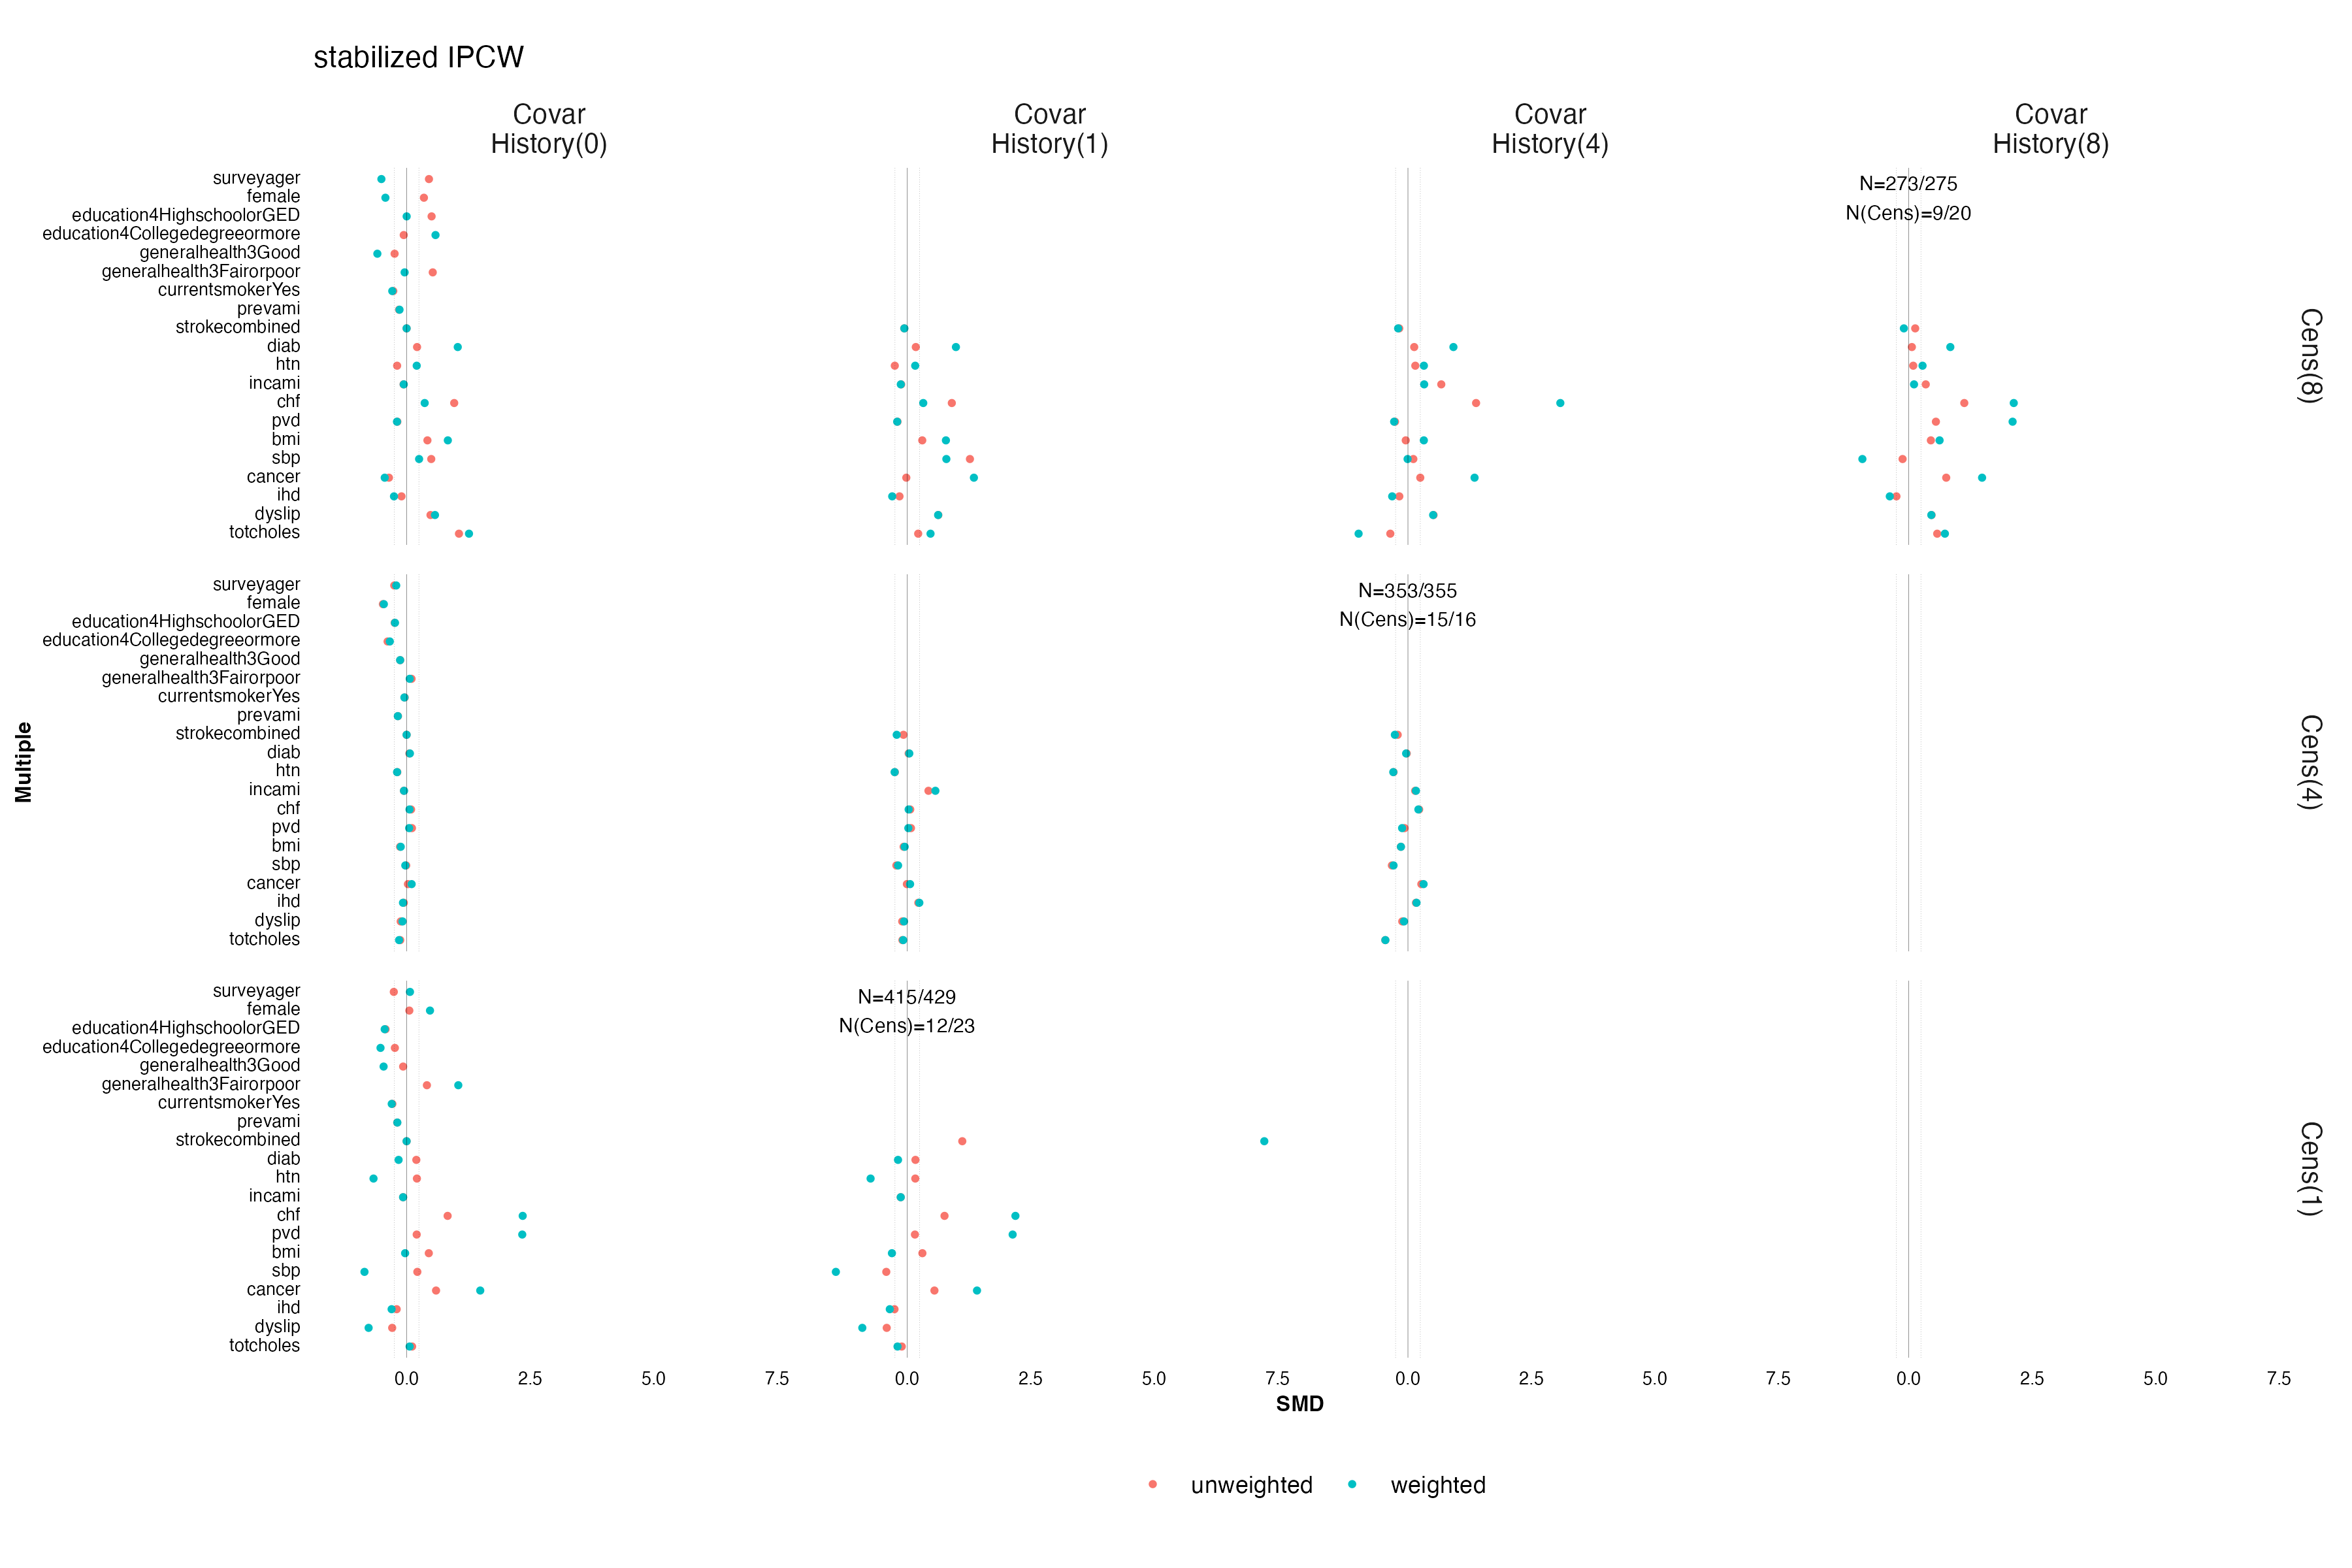 stabilized IPCW
Covar
History(0)
Covar
History(1)
Covar
History(4)
Covar
History(8)
surveyager
female
education4HighschoolorGED
education4Collegedegreeormore
generalhealth3Good
generalhealth3Fairorpoor
currentsmokerYes
prevami
strokecombined
diab
htn
incami
chf
pvd
bmi
sbp
cancer
ihd
dyslip
totcholes
N=273/275
N(Cens)=9/20
Cens(8)
surveyager
female
education4HighschoolorGED
education4Collegedegreeormore
generalhealth3Good
generalhealth3Fairorpoor
currentsmokerYes
prevami
strokecombined
diab
htn
incami
chf
pvd
bmi
sbp
cancer
ihd
dyslip
totcholes
N=353/355
N(Cens)=15/16
Cens(4)
Multiple
surveyager
female
education4HighschoolorGED
education4Collegedegreeormore
generalhealth3Good
generalhealth3Fairorpoor
currentsmokerYes
prevami
strokecombined
diab
htn
incami
chf
pvd
bmi
sbp
cancer
ihd
dyslip
totcholes
N=415/429
N(Cens)=12/23
Cens(1)
0.0 2.5 5.0 7.5
0.0 2.5 5.0 7.5
0.0 2.5 5.0 7.5
0.0 2.5 5.0 7.5
SMD
unweighted weighted